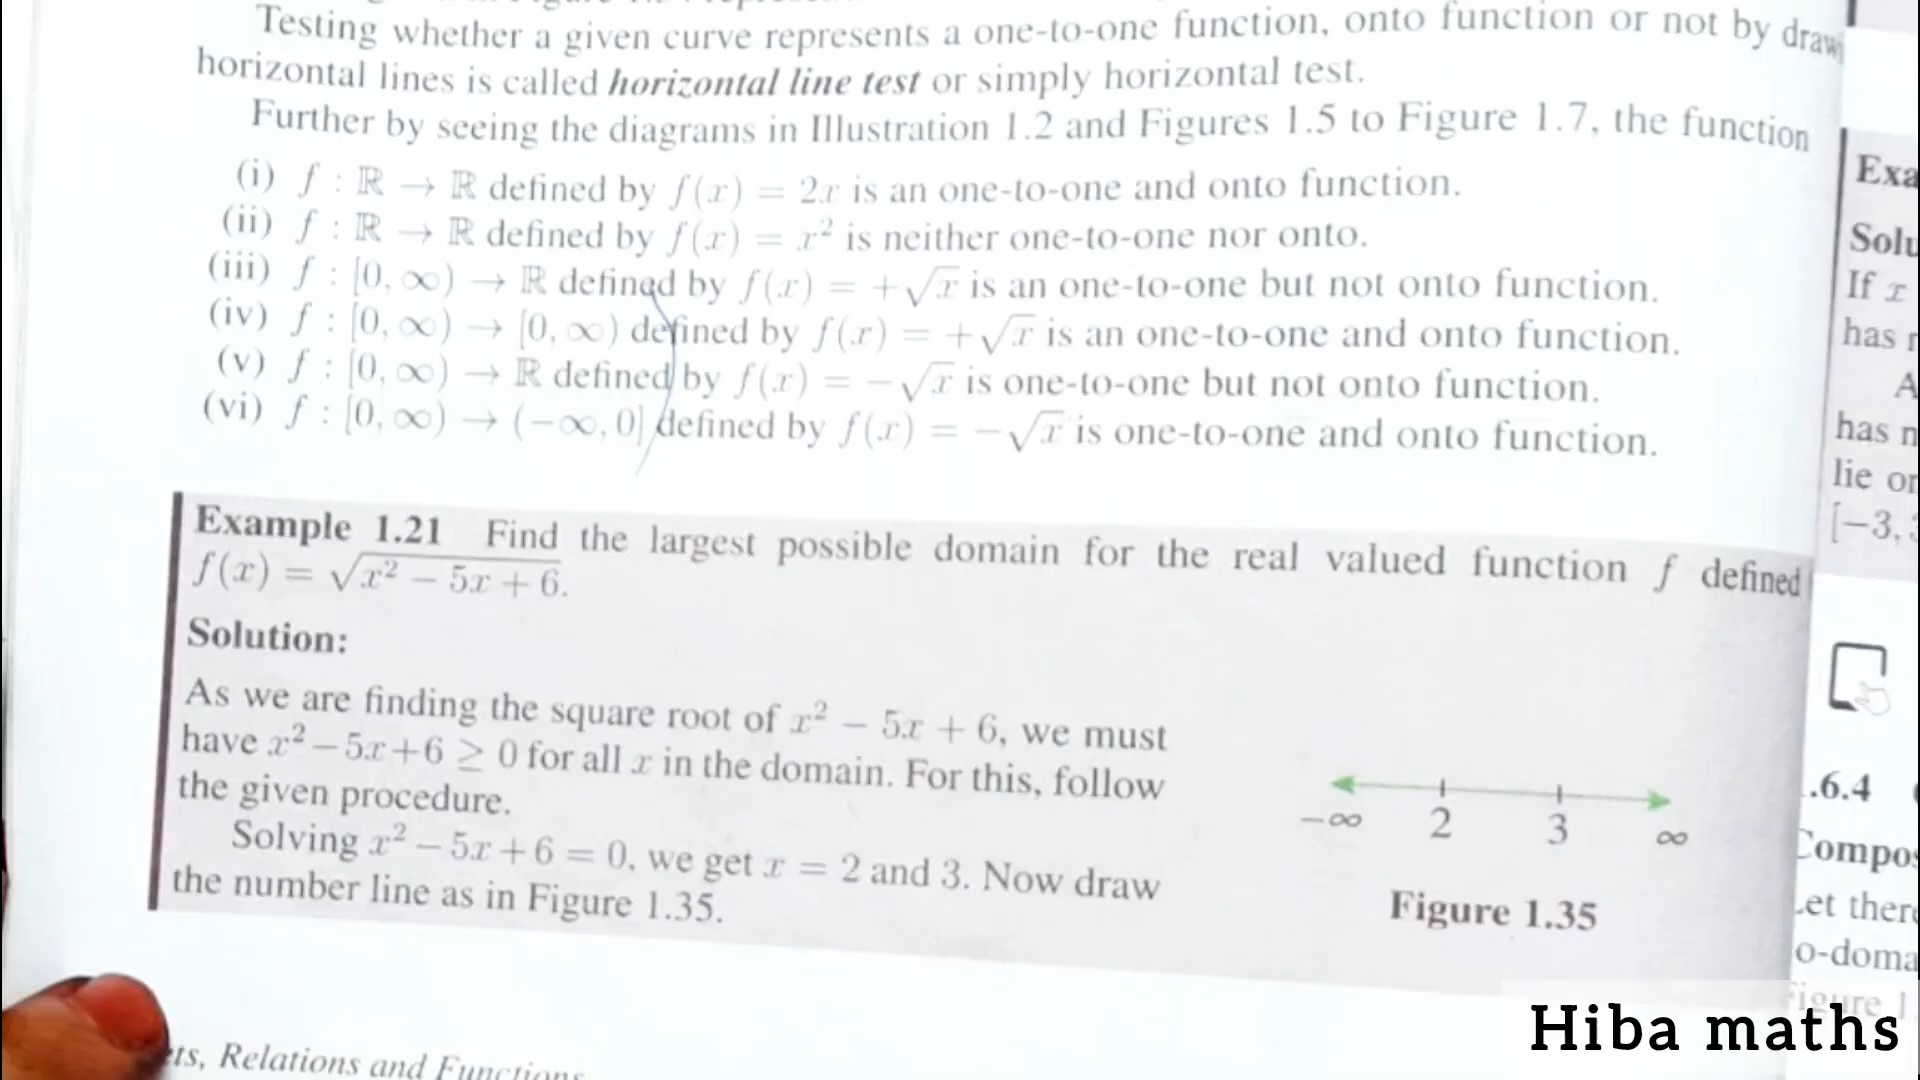 Testing whether a given curve represents a one-to-one function, onto function or not by draw
horizontal lines is called horizontal line test or simply horizontal test.
Further by seeing the diagrams in Illustration 1.2 and Figures 1.5 to Figure 1.7, the function
(i) f : ℝ → ℝ defined by f(x) = 2x is an one-to-one and onto function.
(ii) f : ℝ → ℝ defined by f(x) = x² is neither one-to-one nor onto.
(iii) f : [0, ∞) → ℝ defined by f(x) = +√x is an one-to-one but not onto function.
(iv) f : [0, ∞) → [0, ∞) defined by f(x) = +√x is an one-to-one and onto function.
(v) f : [0, ∞) → ℝ defined by f(x) = −√x is one-to-one but not onto function.
(vi) f : [0, ∞) → (−∞, 0] defined by f(x) = −√x is one-to-one and onto function.
Example 1.21 Find the largest possible domain for the real valued function f defined
f(x) = √(x² − 5x + 6).
Solution:
As we are finding the square root of x² − 5x + 6, we must
have x² − 5x + 6 ≥ 0 for all x in the domain. For this, follow
the given procedure.
Solving x² − 5x + 6 = 0, we get x = 2 and 3. Now draw
the number line as in Figure 1.35.
−∞ 2 3 ∞
Figure 1.35
ts, Relations and Functions
Exa
Solu
If x
has
A
has n
lie or
[−3,
.6.4
Compos
Let there
o-doma
Figure 1
Hiba maths